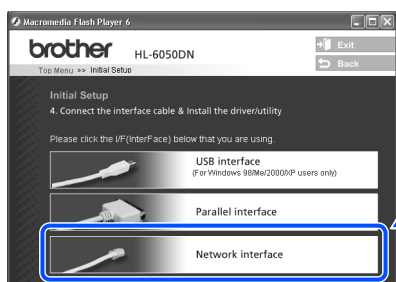 Macromedia Flash Player 6
brother HL-6050DN
Exit
Top Menu >> Initial Setup
Back
Initial Setup
4. Connect the interface cable & Install the driver/utility
Please click the I/F(InterFace) below that you are using.
USB interface
(For Windows 98/Me/2000/XP users only)
Parallel interface
Network interface